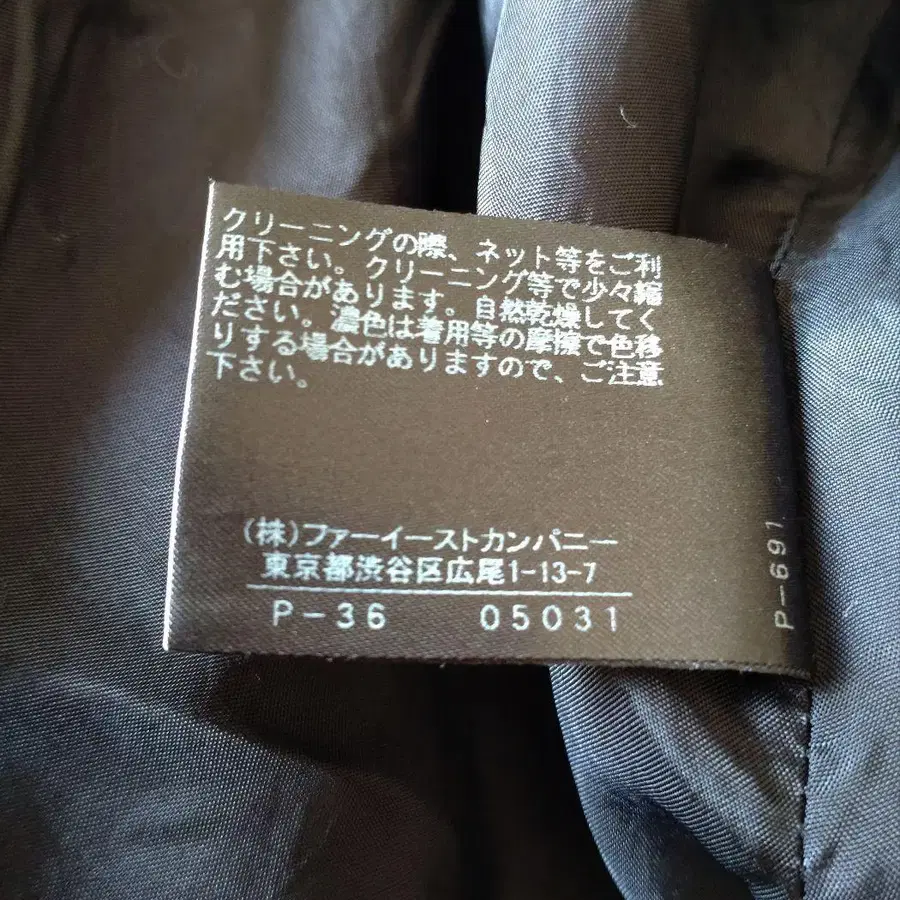 クリーニングの際、ネット等をご利
用下さい。クリーニング等で少々縮
む場合があります。自然乾燥してく
ださい。濃色は着用等の摩擦で色移
りする場合がありますので、ご注意
下さい。
(株)ファーイーストカンパニー
東京都渋谷区広尾1-13-7
P-36 05031
P-691